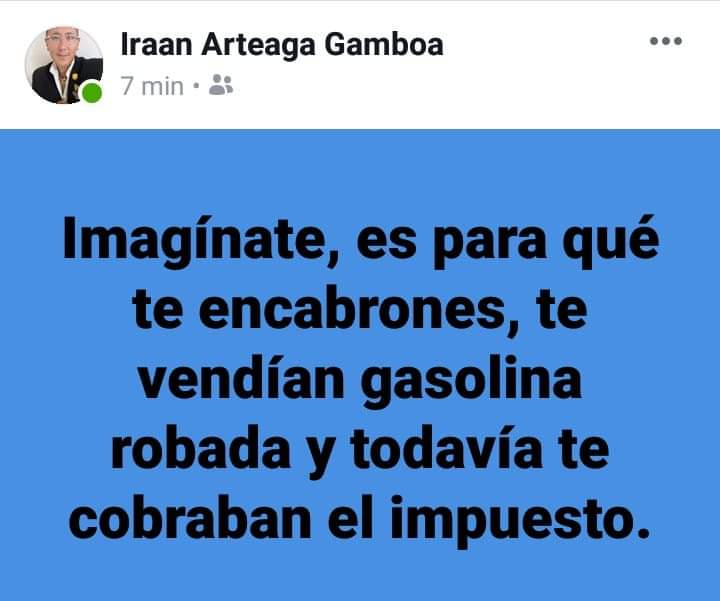 Iraan Arteaga Gamboa
7 min
Imagínate, es para qué
te encabrones, te
vendían gasolina
robada y todavía te
cobraban el impuesto.